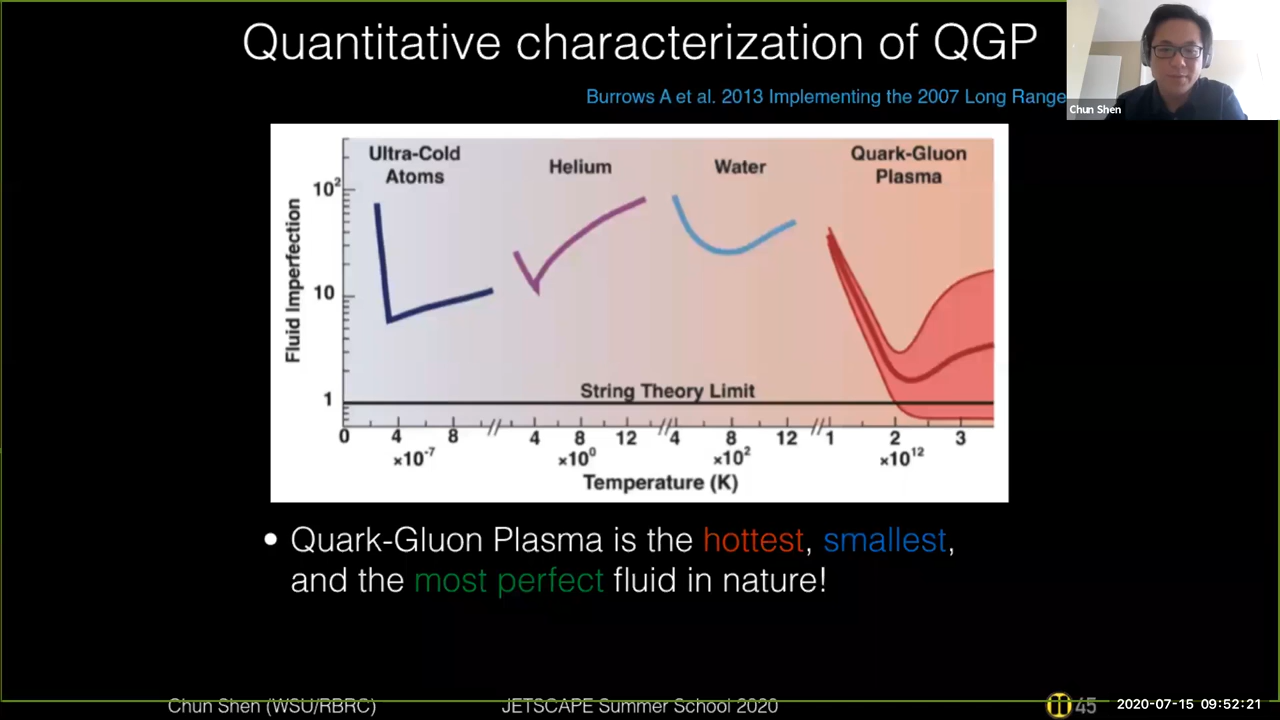 Quantitative characterization of QGP
Burrows A et al. 2013 Implementing the 2007 Long Range
Chun Shen
Ultra-Cold
Atoms
Helium
Water
Quark-Gluon
Plasma
Fluid Imperfection
10²
10
1
String Theory Limit
0 4 8 4 8 12 4 8 12 1 2 3
×10⁻⁷ ×10⁰ ×10² ×10¹²
Temperature (K)
• Quark-Gluon Plasma is the hottest, smallest,
and the most perfect fluid in nature!
Chun Shen (WSU/RBRC) JETSCAPE Summer School 2020 45 2020-07-15 09:52:21